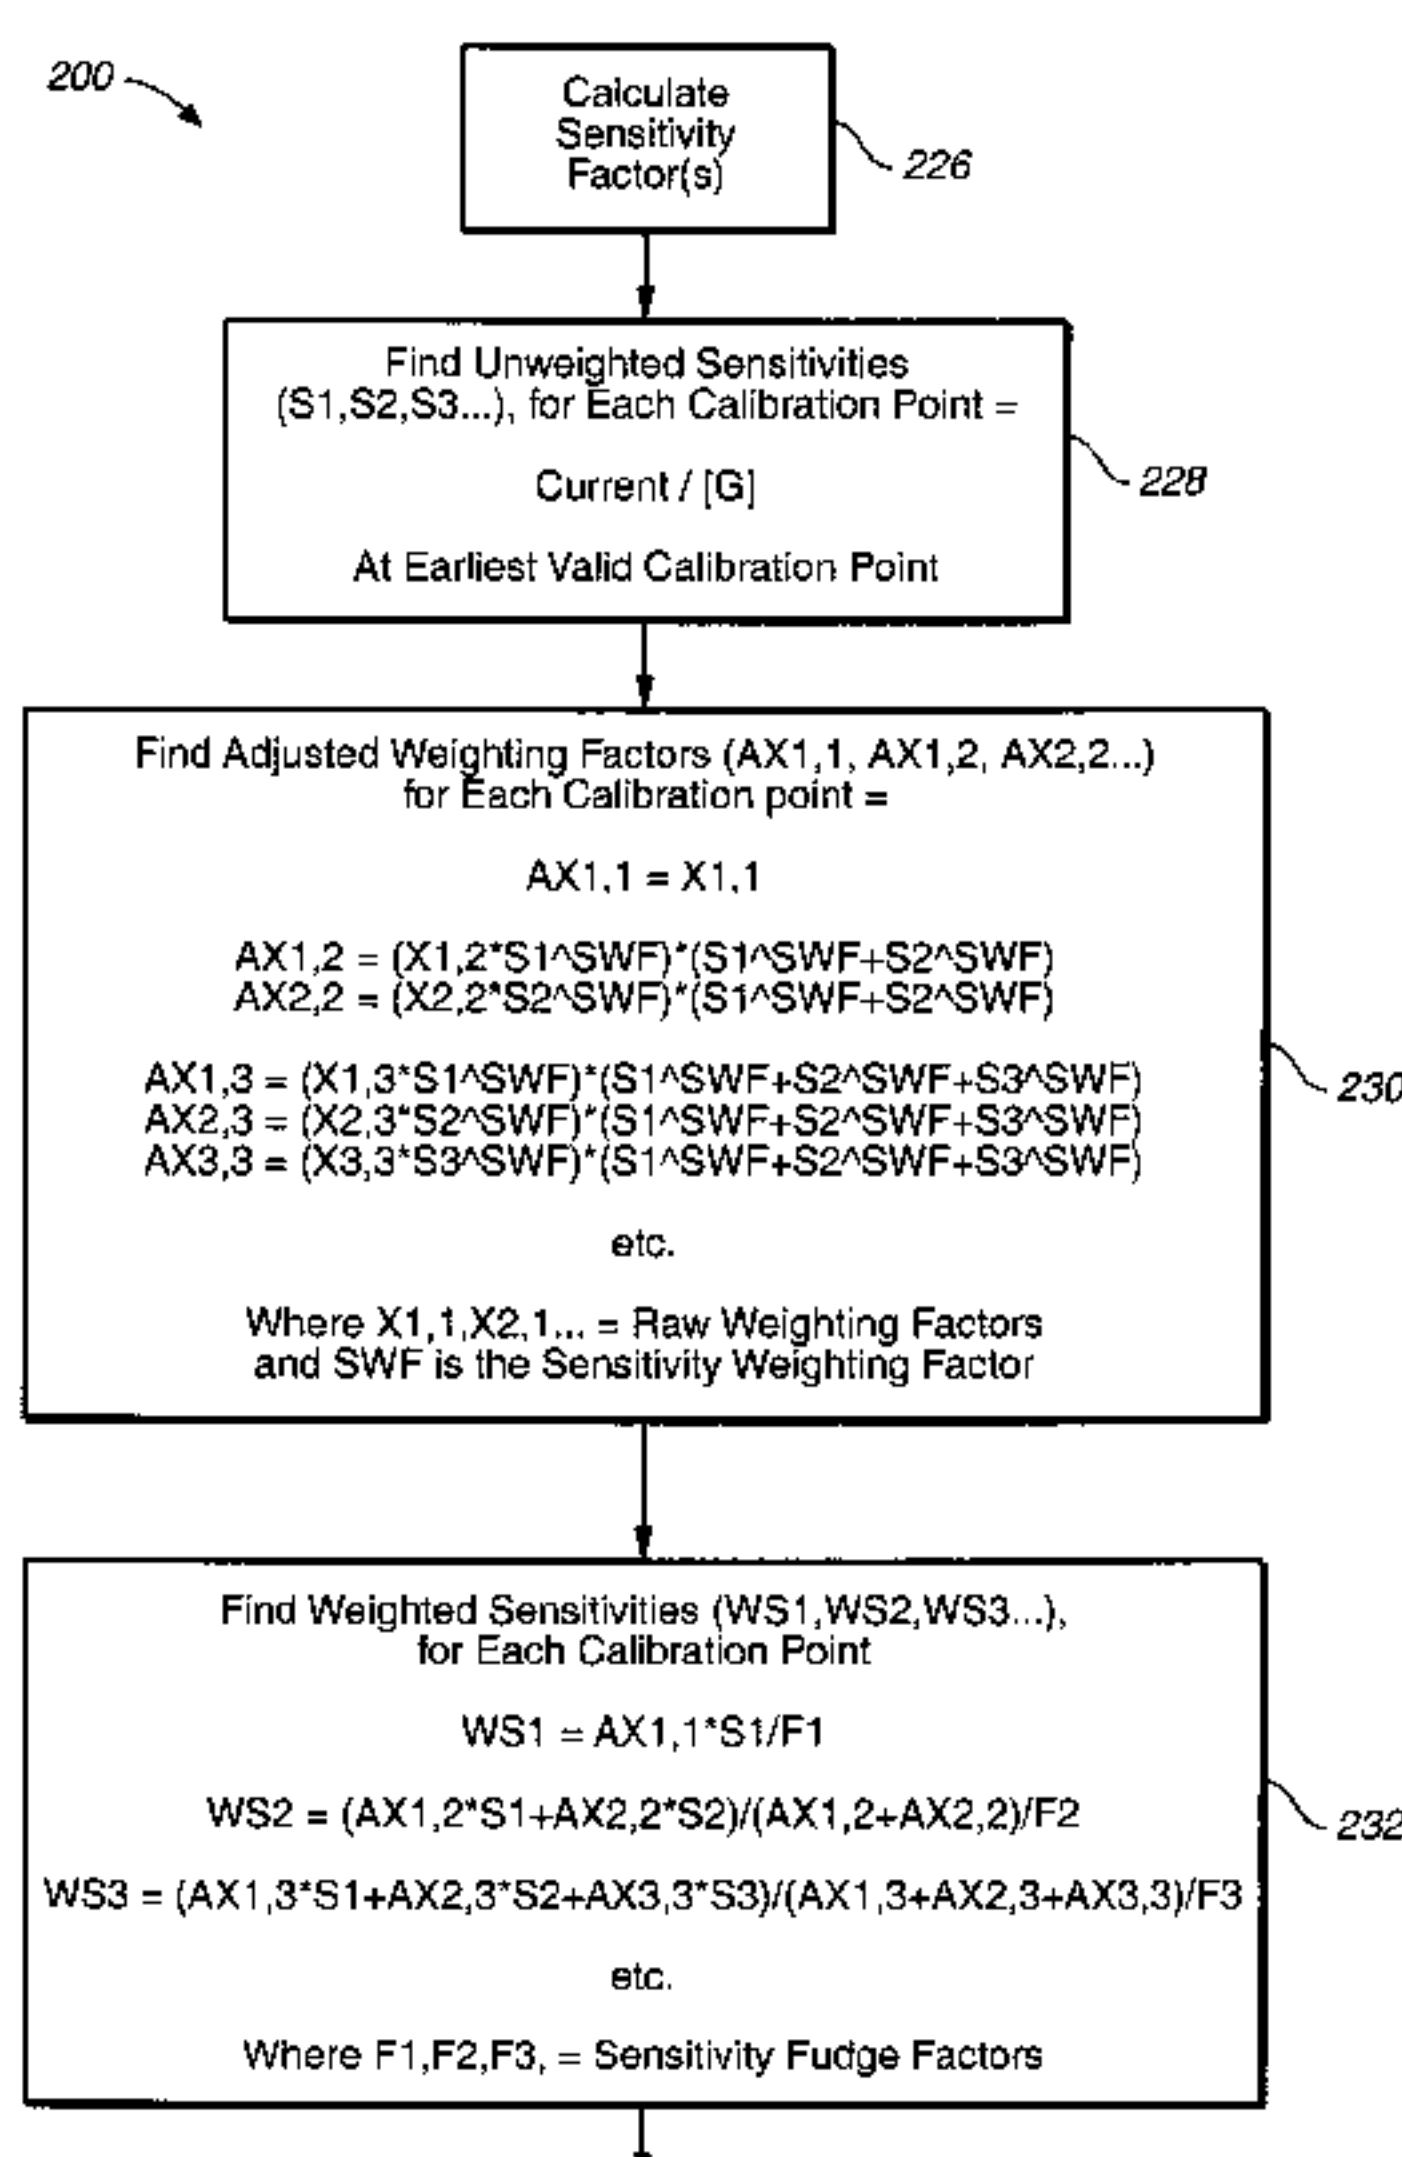 200
Calculate
Sensitivity
Factor(s)
226
Find Unweighted Sensitivities
(S1,S2,S3...), for Each Calibration Point =
Current / [G]
At Earliest Valid Calibration Point
228
Find Adjusted Weighting Factors (AX1,1, AX1,2, AX2,2...)
for Each Calibration point =
AX1,1 = X1,1
AX1,2 = (X1,2*S1^SWF)*(S1^SWF+S2^SWF)
AX2,2 = (X2,2*S2^SWF)*(S1^SWF+S2^SWF)
AX1,3 = (X1,3*S1^SWF)*(S1^SWF+S2^SWF+S3^SWF)
AX2,3 = (X2,3*S2^SWF)*(S1^SWF+S2^SWF+S3^SWF)
AX3,3 = (X3,3*S3^SWF)*(S1^SWF+S2^SWF+S3^SWF)
etc.
Where X1,1,X2,1... = Raw Weighting Factors
and SWF is the Sensitivity Weighting Factor
230
Find Weighted Sensitivities (WS1,WS2,WS3...),
for Each Calibration Point
WS1 = AX1,1*S1/F1
WS2 = (AX1,2*S1+AX2,2*S2)/(AX1,2+AX2,2)/F2
WS3 = (AX1,3*S1+AX2,3*S2+AX3,3*S3)/(AX1,3+AX2,3+AX3,3)/F3
etc.
Where F1,F2,F3, = Sensitivity Fudge Factors
232